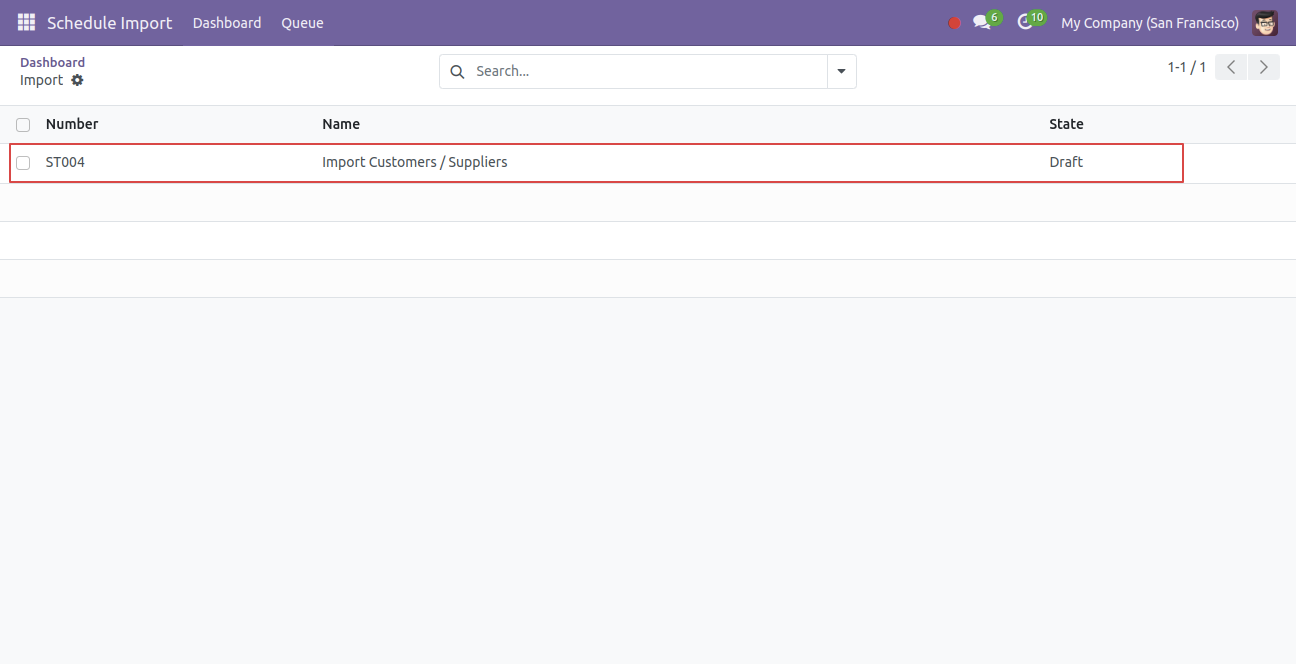 Schedule Import Dashboard Queue 6 10 My Company (San Francisco)
Dashboard
Import
Search...
1-1 / 1
Number Name State
ST004 Import Customers / Suppliers Draft